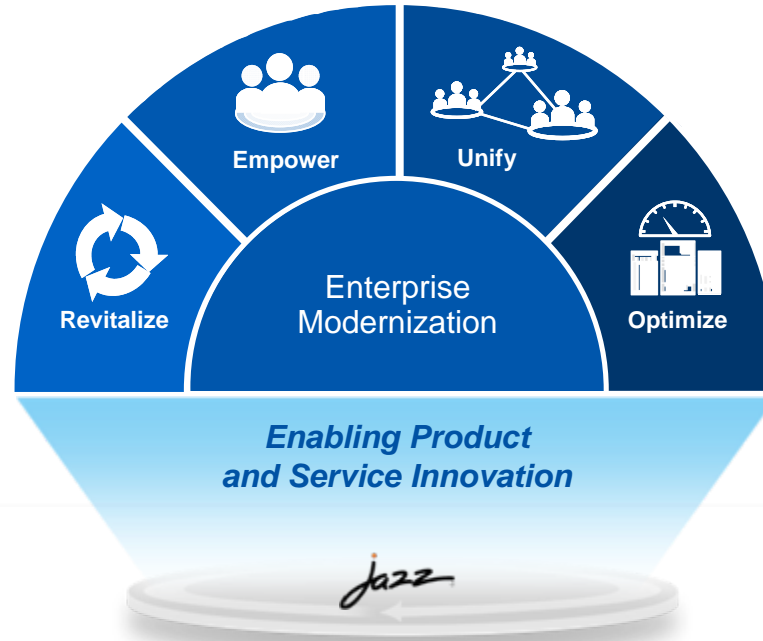 Empower
Unify
Revitalize
Enterprise
Modernization
Optimize
Enabling Product
and Service Innovation
jazz